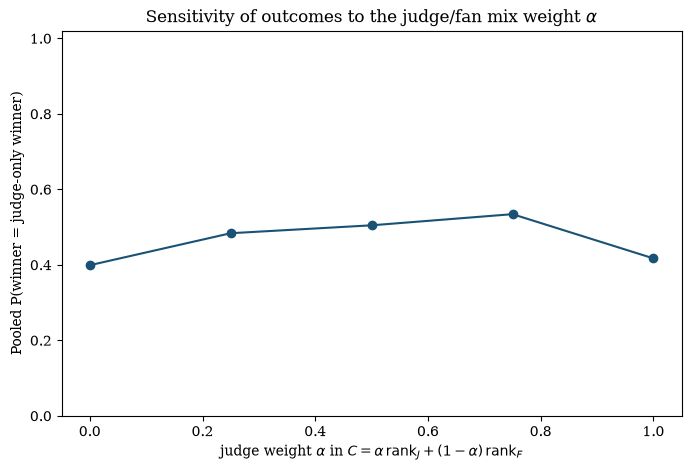 Sensitivity of outcomes to the judge/fan mix weight α
Pooled P(winner = judge-only winner)
1.0
0.8
0.6
0.4
0.2
0.0
0.0 0.2 0.4 0.6 0.8 1.0
judge weight α in C = α rank_J + (1 − α) rank_F